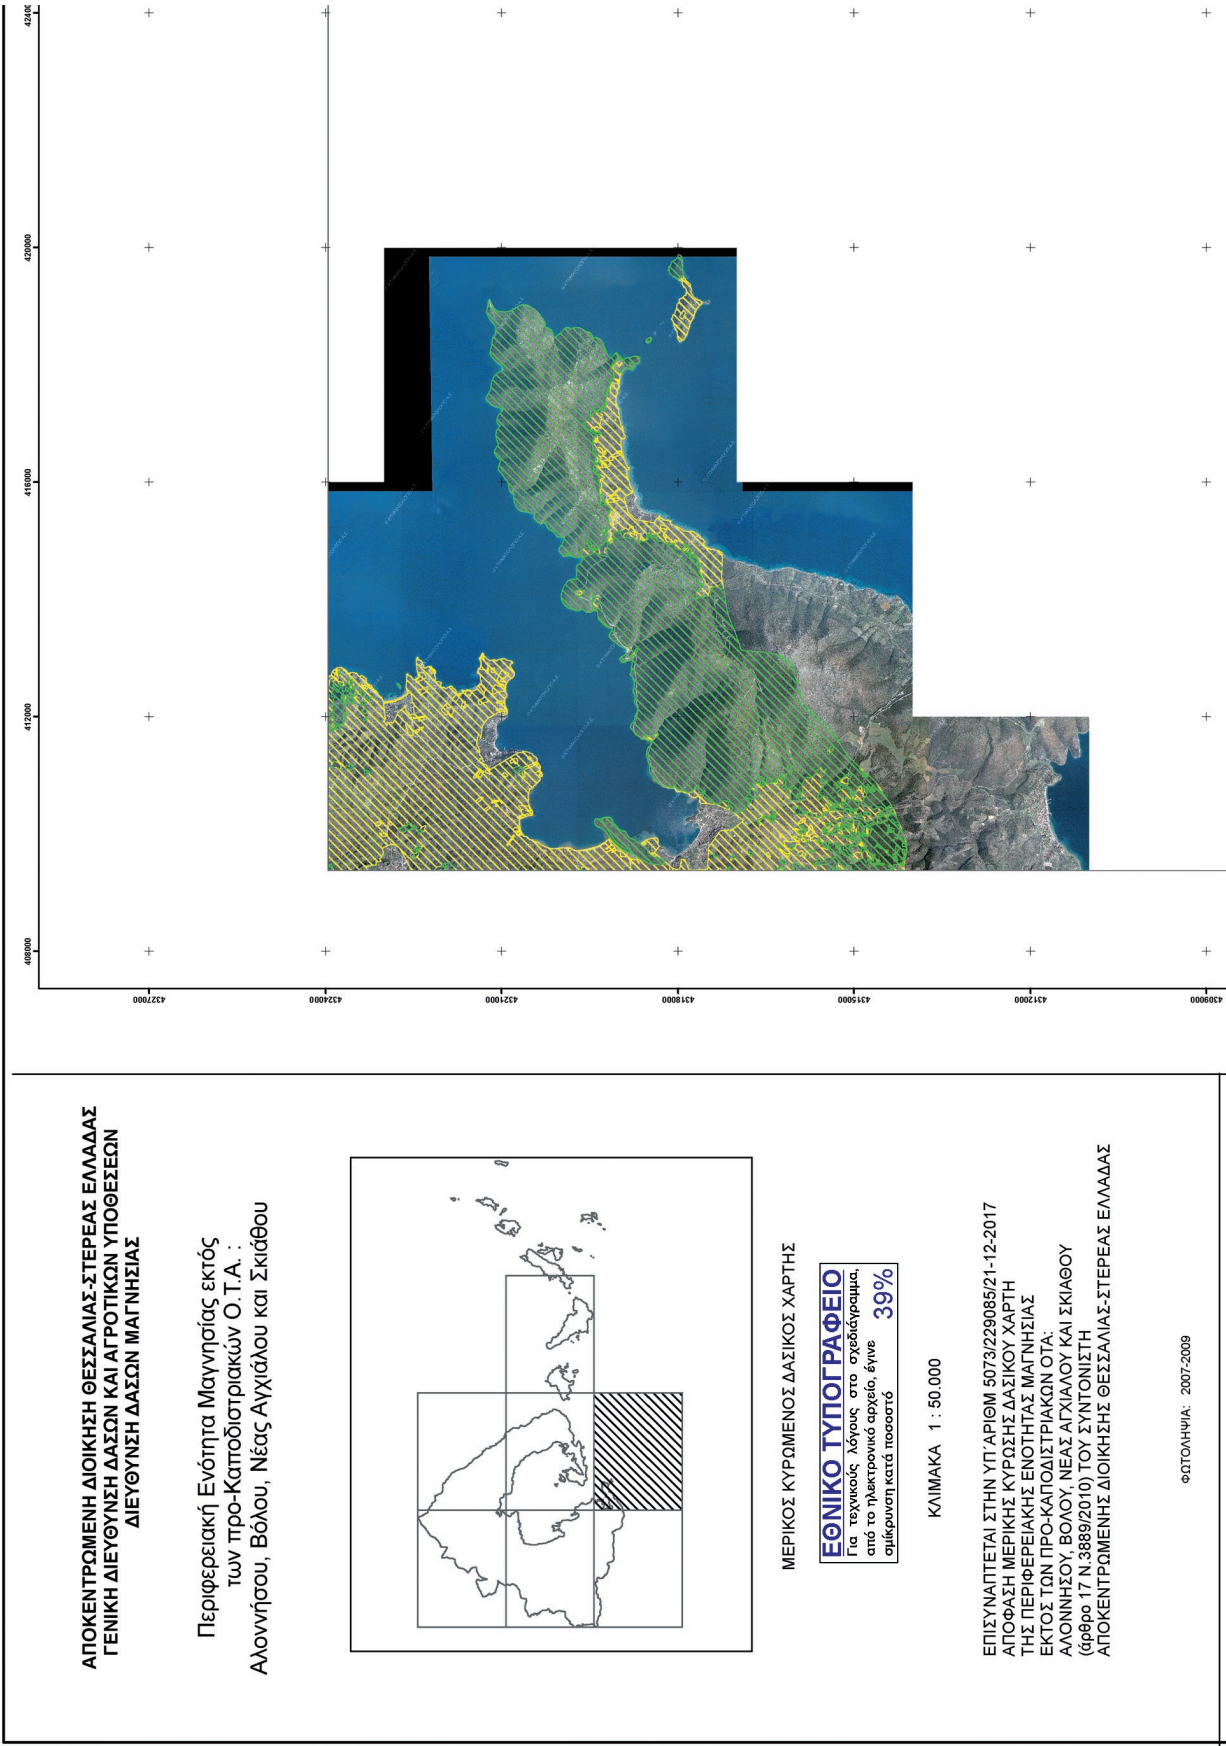 ΑΠΟΚΕΝΤΡΩΜΕΝΗ ΔΙΟΙΚΗΣΗ ΘΕΣΣΑΛΙΑΣ-ΣΤΕΡΕΑΣ ΕΛΛΑΔΑΣ
ΓΕΝΙΚΗ ΔΙΕΥΘΥΝΣΗ ΔΑΣΩΝ ΚΑΙ ΑΓΡΟΤΙΚΩΝ ΥΠΟΘΕΣΕΩΝ
ΔΙΕΥΘΥΝΣΗ ΔΑΣΩΝ ΜΑΓΝΗΣΙΑΣ
Περιφερειακή Ενότητα Μαγνησίας εκτός
των προ-Καποδιστριακών Ο.Τ.Α. :
Αλοννήσου, Βόλου, Νέας Αγχιάλου και Σκιάθου
ΜΕΡΙΚΟΣ ΚΥΡΩΜΕΝΟΣ ΔΑΣΙΚΟΣ ΧΑΡΤΗΣ
ΕΘΝΙΚΟ ΤΥΠΟΓΡΑΦΕΙΟ
Για τεχνικούς λόγους στο σχεδιάγραμμα,
από το ηλεκτρονικό αρχείο, έγινε
σμίκρυνση κατά ποσοστό 39%
ΚΛΙΜΑΚΑ 1 : 50.000
ΕΠΙΣΥΝΑΠΤΕΤΑΙ ΣΤΗΝ ΥΠ΄ΑΡΙΘΜ 5073/229085/21-12-2017
ΑΠΟΦΑΣΗ ΜΕΡΙΚΗΣ ΚΥΡΩΣΗΣ ΔΑΣΙΚΟΥ ΧΑΡΤΗ
ΤΗΣ ΠΕΡΙΦΕΡΕΙΑΚΗΣ ΕΝΟΤΗΤΑΣ ΜΑΓΝΗΣΙΑΣ
ΕΚΤΟΣ ΤΩΝ ΠΡΟ-ΚΑΠΟΔΙΣΤΡΙΑΚΩΝ ΟΤΑ:
ΑΛΟΝΝΗΣΟΥ, ΒΟΛΟΥ, ΝΕΑΣ ΑΓΧΙΑΛΟΥ ΚΑΙ ΣΚΙΑΘΟΥ
(άρθρο 17 Ν.3889/2010) ΤΟΥ ΣΥΝΤΟΝΙΣΤΗ
ΑΠΟΚΕΝΤΡΩΜΕΝΗΣ ΔΙΟΙΚΗΣΗΣ ΘΕΣΣΑΛΙΑΣ-ΣΤΕΡΕΑΣ ΕΛΛΑΔΑΣ
ΦΩΤΟΛΗΨΙΑ: 2007-2009
408000
412000
416000
420000
4327000
4324000
4321000
4318000
4315000
4312000
4309000